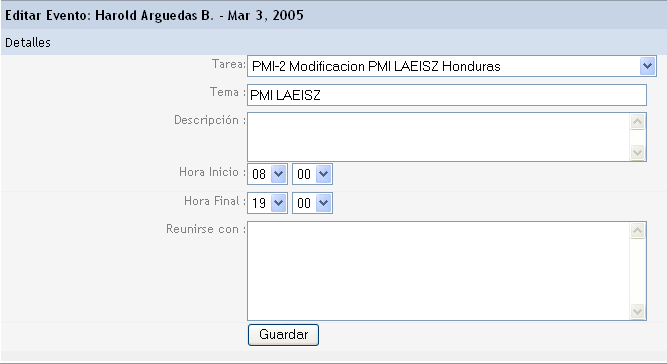 Editar Evento: Harold Arguedas B. - Mar 3, 2005
Detalles
Tarea: PMI-2 Modificacion PMI LAEISZ Honduras
Tema : PMI LAEISZ
Descripción :
Hora Inicio : 08 00
Hora Final : 19 00
Reunirse con :
Guardar